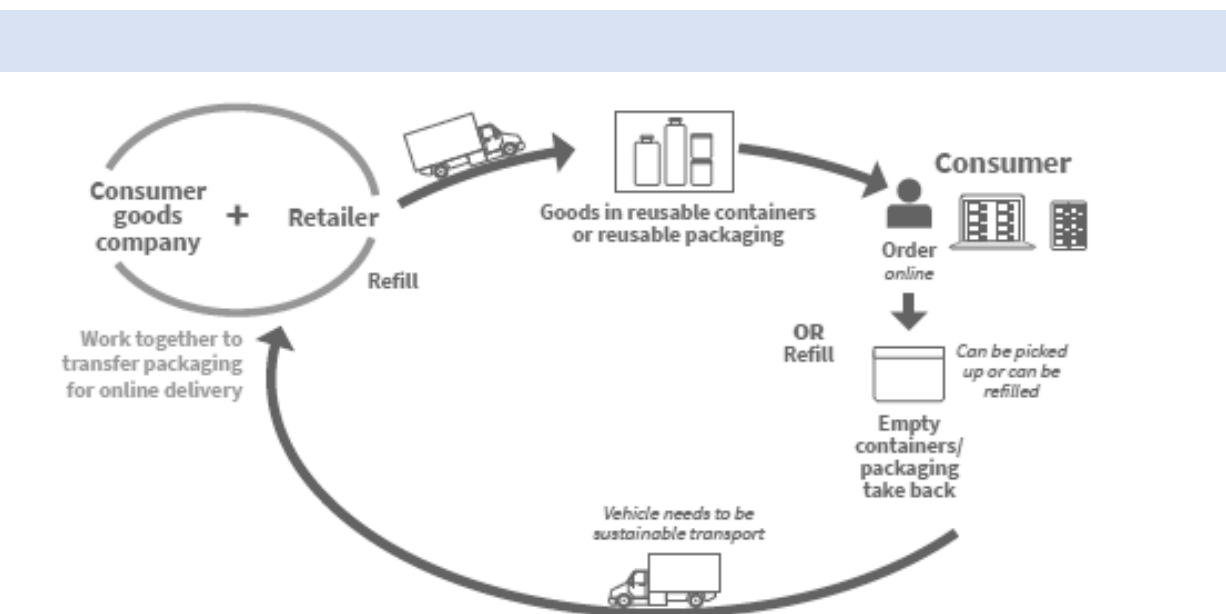 Consumer
goods
company
+
Retailer
Refill
Work together to
transfer packaging
for online delivery
Goods in reusable containers
or reusable packaging
Consumer
Order
online
OR
Refill
Can be picked
up or can be
refilled
Empty
containers/
packaging
take back
Vehicle needs to be
sustainable transport